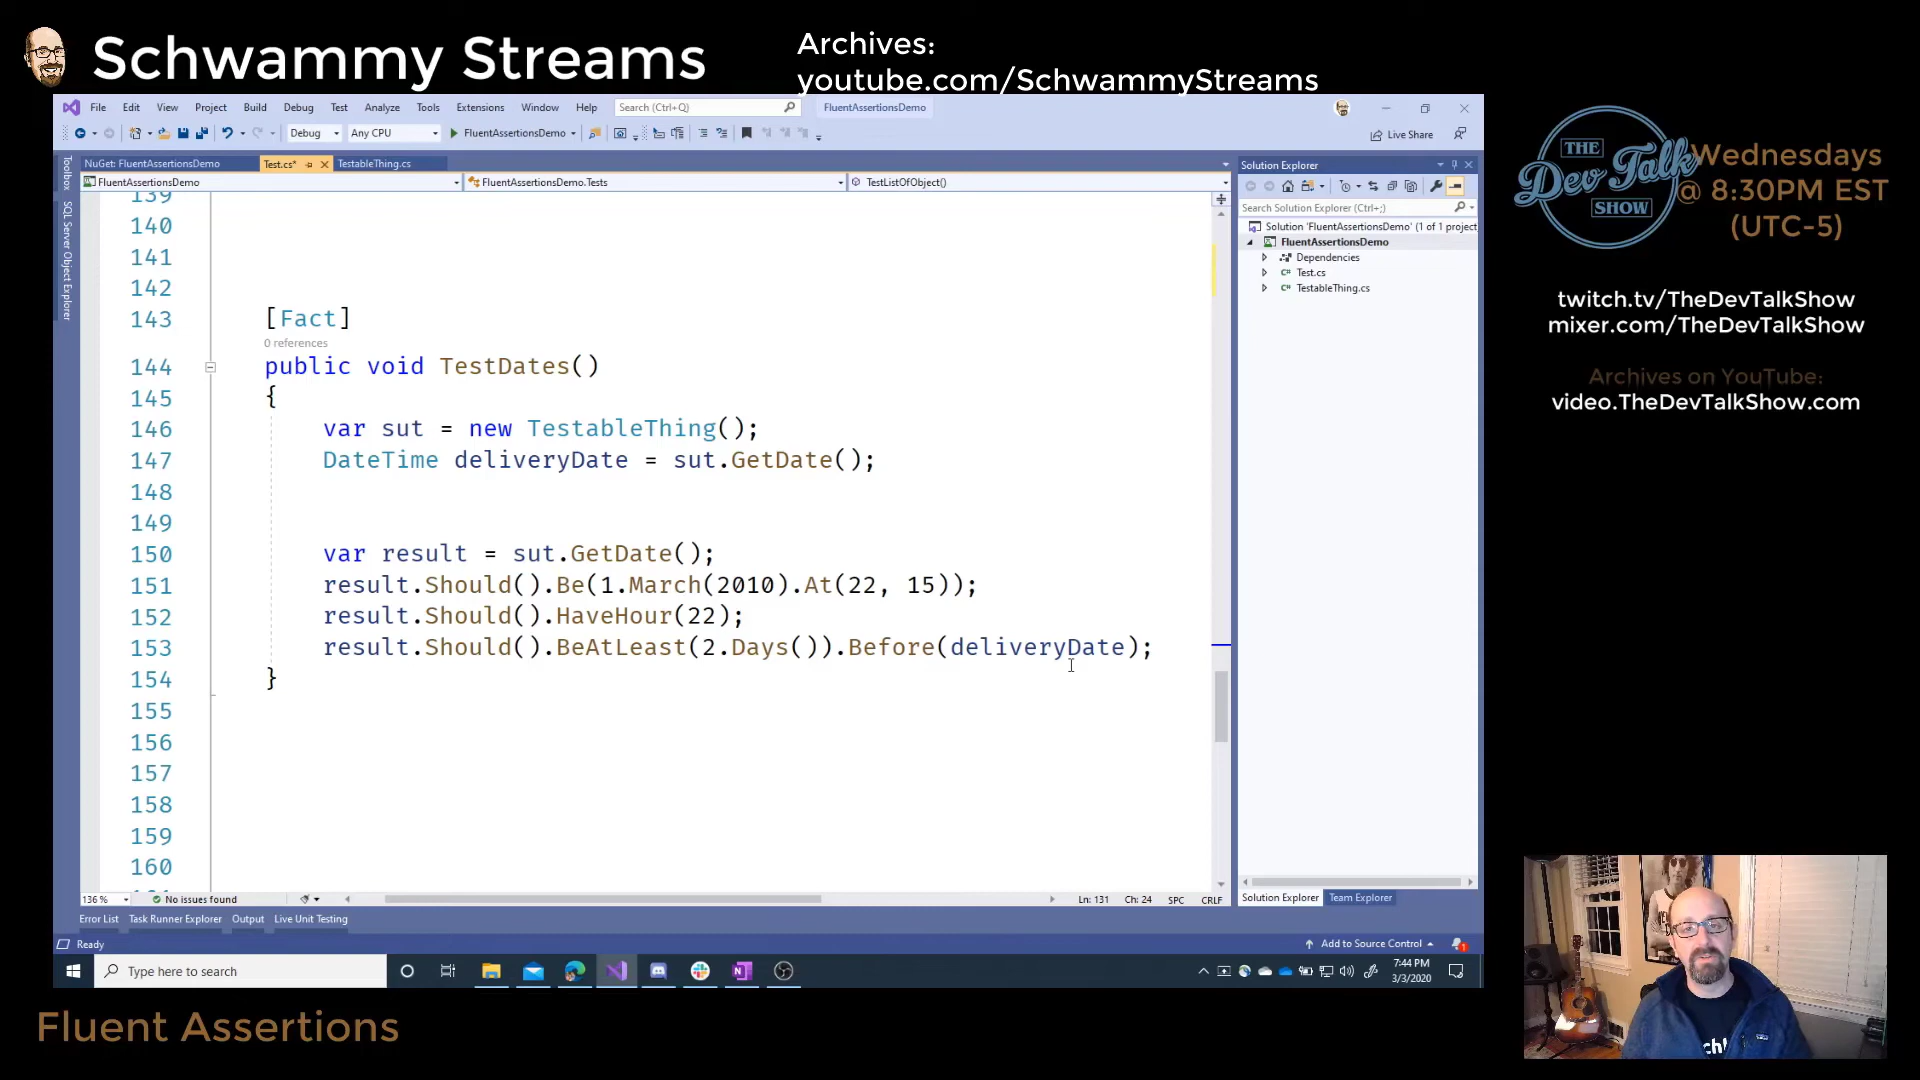 Schwammy Streams
Archives:
youtube.com/SchwammyStreams
File Edit View Project Build Debug Test Analyze Tools Extensions Window Help Search (Ctrl+Q) FluentAssertionsDemo
Debug Any CPU FluentAssertionsDemo Live Share
NuGet: FluentAssertionsDemo Test.cs* TestableThing.cs
FluentAssertionsDemo FluentAssertionsDemo.Tests TestListOfObject()
Toolbox
SQL Server Object Explorer
139
140
141
142
143 [Fact]
0 references
144 public void TestDates()
145 {
146 var sut = new TestableThing();
147 DateTime deliveryDate = sut.GetDate();
148
149
150 var result = sut.GetDate();
151 result.Should().Be(1.March(2010).At(22, 15));
152 result.Should().HaveHour(22);
153 result.Should().BeAtLeast(2.Days()).Before(deliveryDate);
154 }
155
156
157
158
159
160
136 % No issues found Ln: 131 Ch: 24 SPC CRLF
Error List Task Runner Explorer Output Live Unit Testing
Ready Add to Source Control 1
Solution Explorer
Search Solution Explorer (Ctrl+;)
Solution 'FluentAssertionsDemo' (1 of 1 project
FluentAssertionsDemo
Dependencies
C# Test.cs
C# TestableThing.cs
Solution Explorer Team Explorer
Type here to search
7:44 PM
3/3/2020
THE
Dev Talk
SHOW
Wednesdays
@ 8:30PM EST
(UTC-5)
twitch.tv/TheDevTalkShow
mixer.com/TheDevTalkShow
Archives on YouTube:
video.TheDevTalkShow.com
Fluent Assertions